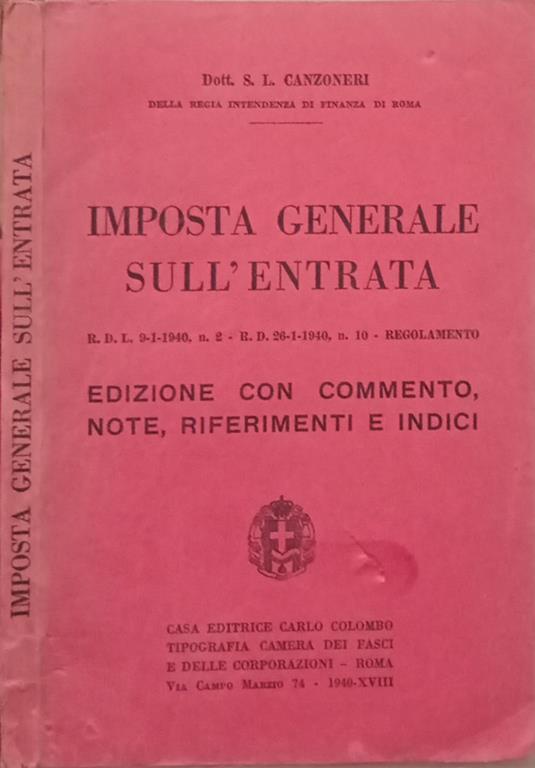 IMPOSTA GENERALE SULL' ENTRATA
Dott. S. L. CANZONERI
DELLA REGIA INTENDENZA DI FINANZA DI ROMA
IMPOSTA GENERALE
SULL' ENTRATA
R. D. L. 9-1-1940, n. 2 - R. D. 26-1-1940, n. 10 - REGOLAMENTO
EDIZIONE CON COMMENTO,
NOTE, RIFERIMENTI E INDICI
CASA EDITRICE CARLO COLOMBO
TIPOGRAFIA CAMERA DEI FASCI
E DELLE CORPORAZIONI – ROMA
VIA CAMPO MARZIO 74 - 1940-XVIII